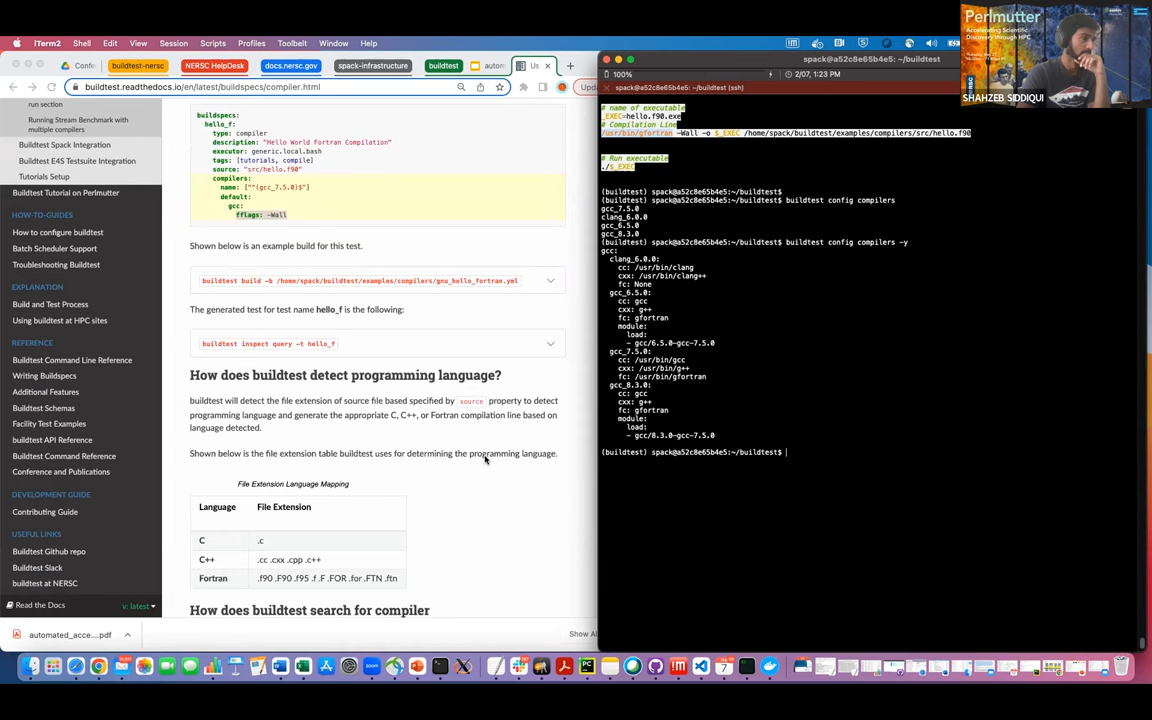 iTerm2 Shell Edit View Session Scripts Profiles Toolbelt Window Help
Perlmutter
Accelerating Scientific
Discovery through HPC
SHAHZEB SIDDIQUI
Confe
buildtest-nersc
NERSC HelpDesk
docs.nersc.gov
spack-infrastructure
buildtest
autom
Us
buildtest.readthedocs.io/en/latest/buildspecs/compiler.html
run section
Running Stream Benchmark with
multiple compilers
Buildtest Spack Integration
Buildtest E4S Testsuite Integration
Tutorials Setup
Buildtest Tutorial on Perlmutter
HOW-TO-GUIDES
How to configure buildtest
Batch Scheduler Support
Troubleshooting Buildtest
EXPLANATION
Build and Test Process
Using buildtest at HPC sites
REFERENCE
Buildtest Command Line Reference
Writing Buildspecs
Additional Features
Buildtest Schemas
Facility Test Examples
buildtest API Reference
Buildtest Command Reference
Conference and Publications
DEVELOPMENT GUIDE
Contributing Guide
USEFUL LINKS
Buildtest Github repo
Buildtest Slack
buildtest at NERSC
Read the Docs
v: latest
buildspecs:
hello_f:
type: compiler
description: "Hello World Fortran Compilation"
executor: generic.local.bash
tags: [tutorials, compile]
source: "src/hello.f90"
compilers:
name: ["^(gcc_7.5.0)$"]
default:
gcc:
fflags: -Wall
Shown below is an example build for this test.
buildtest build -b /home/spack/buildtest/examples/compilers/gnu_hello_fortran.yml
The generated test for test name hello_f is the following:
buildtest inspect query -t hello_f
How does buildtest detect programming language?
buildtest will detect the file extension of source file based specified by source property to detect
programming language and generate the appropriate C, C++, or Fortran compilation line based on
language detected.
Shown below is the file extension table buildtest uses for determining the programming language.
File Extension Language Mapping
Language File Extension
C .c
C++ .cc .cxx .cpp .c++
Fortran .f90 .F90 .f95 .f .F .FOR .for .FTN .ftn
How does buildtest search for compiler
automated_acce....pdf
Show Al
spack@a52c8e65b4e5: ~/buildtest
100% 2/07, 1:23 PM
spack@a52c8e65b4e5:~/buildtest (ssh)
# name of executable
_EXEC=hello.f90.exe
# Compilation Line
/usr/bin/gfortran -Wall -o $_EXEC /home/spack/buildtest/examples/compilers/src/hello.f90
# Run executable
./$_EXEC
(buildtest) spack@a52c8e65b4e5:~/buildtest$
(buildtest) spack@a52c8e65b4e5:~/buildtest$ buildtest config compilers
gcc_7.5.0
clang_6.0.0
gcc_6.5.0
gcc_8.3.0
(buildtest) spack@a52c8e65b4e5:~/buildtest$ buildtest config compilers -y
gcc:
clang_6.0.0:
cc: /usr/bin/clang
cxx: /usr/bin/clang++
fc: None
gcc_6.5.0:
cc: gcc
cxx: g++
fc: gfortran
module:
load:
- gcc/6.5.0-gcc-7.5.0
gcc_7.5.0:
cc: /usr/bin/gcc
cxx: /usr/bin/g++
fc: /usr/bin/gfortran
gcc_8.3.0:
cc: gcc
cxx: g++
fc: gfortran
module:
load:
- gcc/8.3.0-gcc-7.5.0
(buildtest) spack@a52c8e65b4e5:~/buildtest$